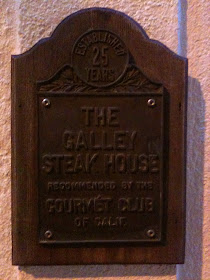 ESTABLISHED
25
YEARS
THE
GALLEY
STEAK HOUSE
RECOMMENDED BY THE
GOURMET CLUB
OF CALIF.